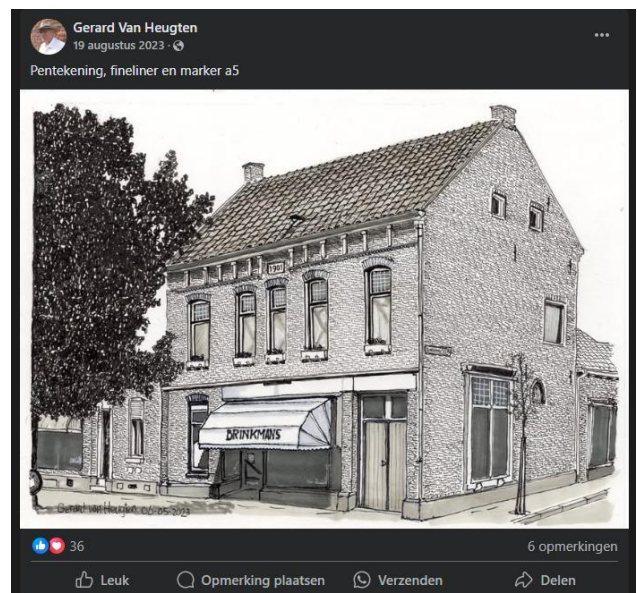 Gerard Van Heugten
19 augustus 2023
Pentekening, fineliner en marker a5
1901
BRINKMANS
Gerard van Heugten 06-05-2023
36
6 opmerkingen
Leuk
Opmerking plaatsen
Verzenden
Delen